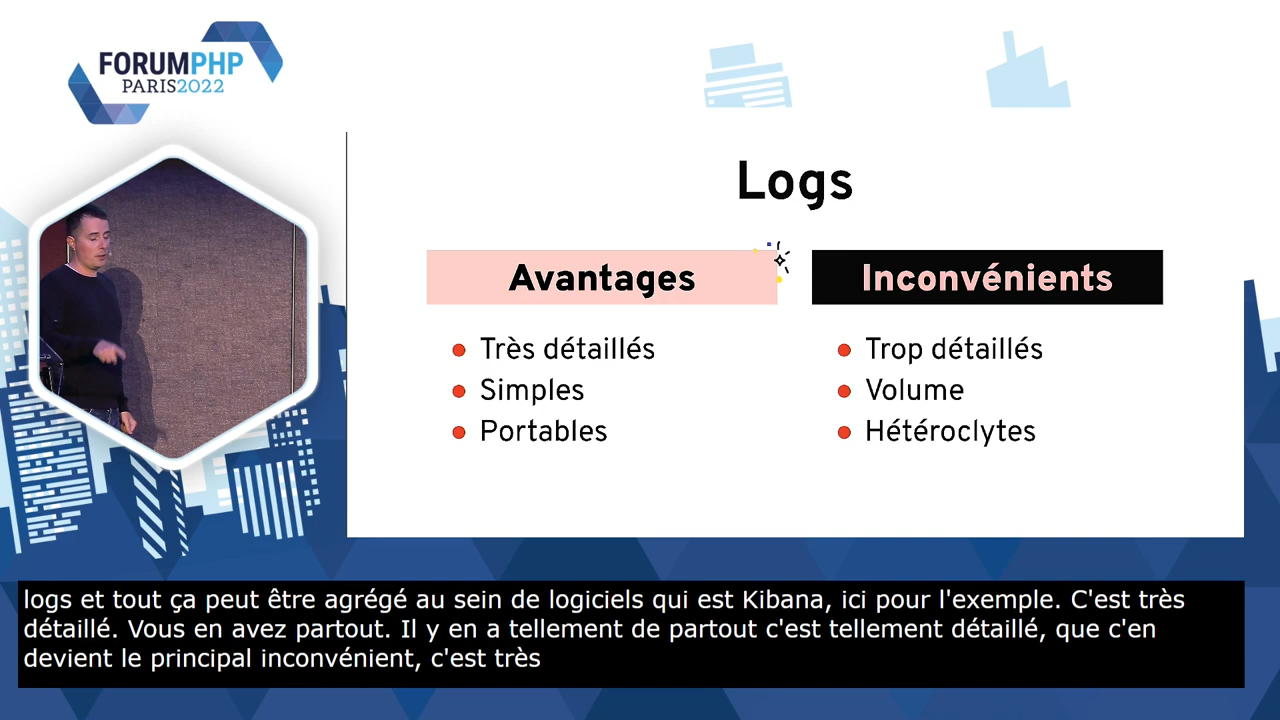 FORUMPHP
PARIS2022
Logs
Avantages
Très détaillés
Simples
Portables
Inconvénients
Trop détaillés
Volume
Hétéroclytes
logs et tout ça peut être agrégé au sein de logiciels qui est Kibana, ici pour l'exemple. C'est très
détaillé. Vous en avez partout. Il y en a tellement de partout c'est tellement détaillé, que c'en
devient le principal inconvénient, c'est très